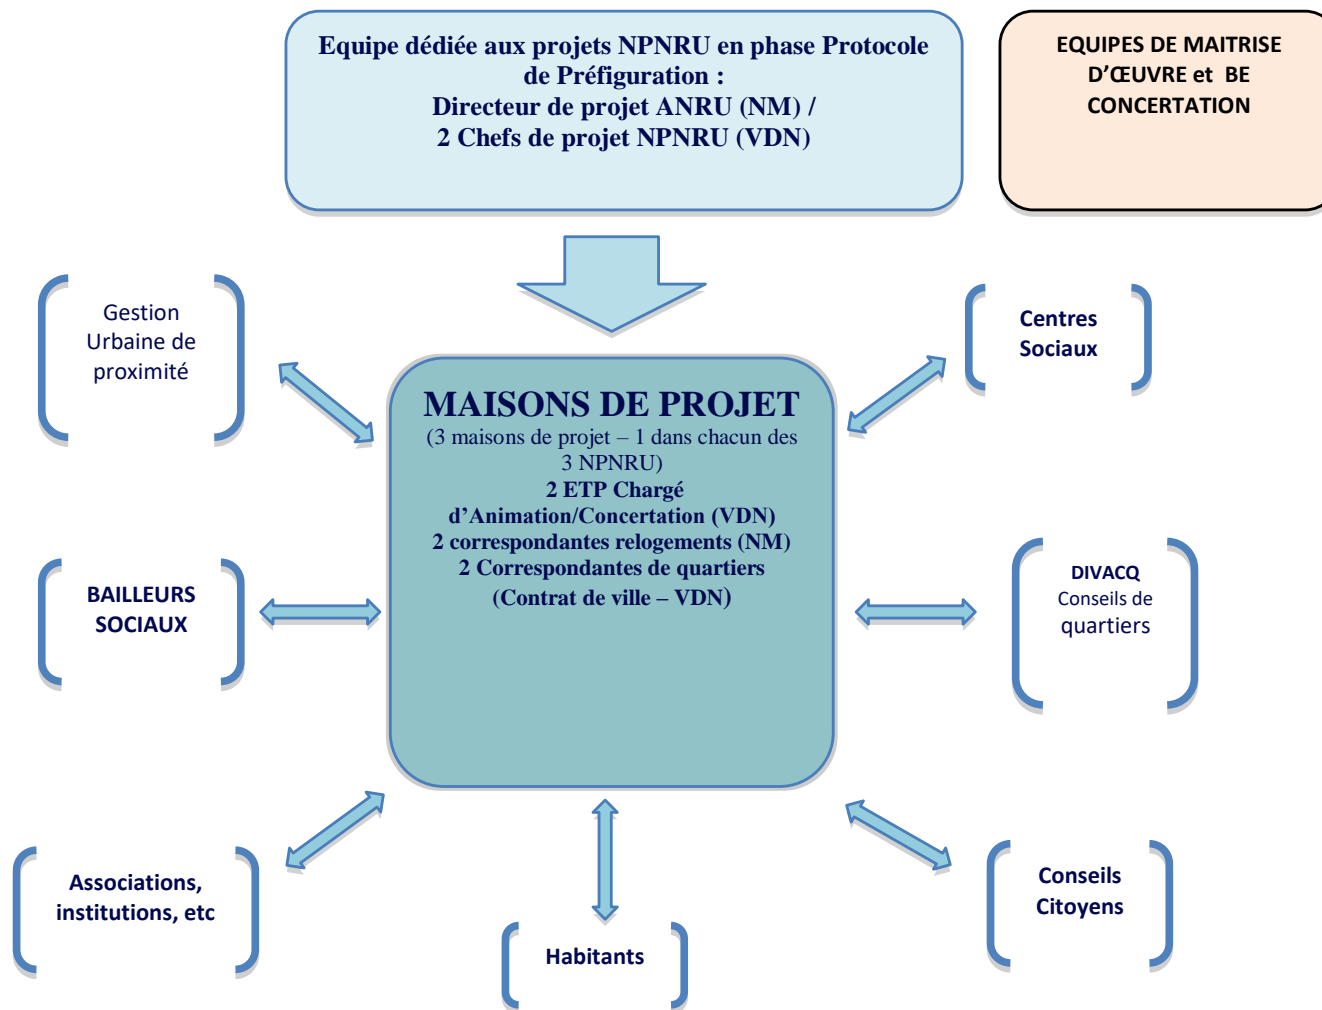 Equipe dédiée aux projets NPNRU en phase Protocole
de Préfiguration :
Directeur de projet ANRU (NM) /
2 Chefs de projet NPNRU (VDN)
EQUIPES DE MAITRISE
D'ŒUVRE et BE
CONCERTATION
Gestion
Urbaine de
proximité
Centres
Sociaux
MAISONS DE PROJET
(3 maisons de projet – 1 dans chacun des
3 NPNRU)
2 ETP Chargé
d'Animation/Concertation (VDN)
2 correspondantes relogements (NM)
2 Correspondantes de quartiers
(Contrat de ville – VDN)
BAILLEURS
SOCIAUX
DIVACQ
Conseils de
quartiers
Associations,
institutions, etc
Habitants
Conseils
Citoyens